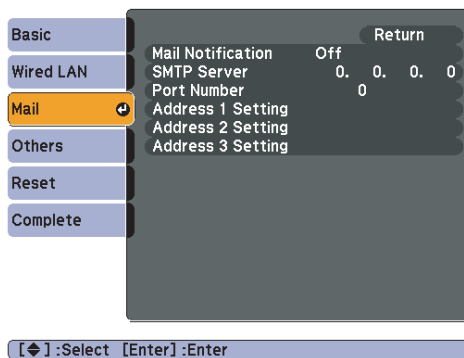 Basic
Wired LAN
Mail
Others
Reset
Complete
Return
Mail Notification Off
SMTP Server 0. 0. 0. 0
Port Number 0
Address 1 Setting
Address 2 Setting
Address 3 Setting
[◆] :Select [Enter] :Enter